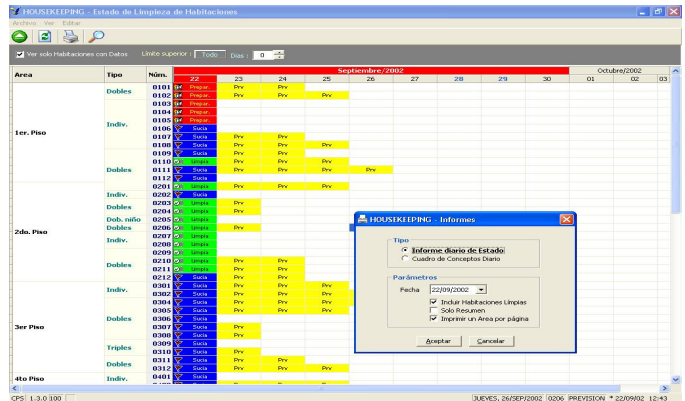 HOUSEKEEPING - Estado de Limpieza de Habitaciones
Archivo Ver Editar
Ver solo Habitaciones con Datos Límite superior : Todo Dias : 0
Area Tipo Núm. Septiembre/2002 Octubre/2002
22 23 24 25 26 27 28 29 30 01 02 03
1er. Piso
Dobles
0101 Prepar. Prv Prv
0102 Prepar. Prv Prv Prv
Indiv.
0103 Prepar.
0104 Prepar.
0105 Prepar.
0106 Sucia
0107 Sucia Prv Prv
0108 Sucia Prv Prv Prv
Dobles
0109 Sucia Prv Prv
0110 Limpia Prv Prv Prv
0111 Sucia Prv Prv Prv Prv
0112 Sucia
2do. Piso
0201 Limpia Prv Prv Prv
Indiv.
0202 Sucia
Dobles
0203 Limpia Prv
0204 Limpia Prv
Dob. niño
0205 Limpia
Dobles
0206 Limpia Prv
Indiv.
0207 Limpia
0208 Limpia
0209 Limpia
Dobles
0210 Limpia Prv Prv
0211 Limpia Prv Prv
0212 Sucia Prv
3er Piso
Indiv.
0301 Sucia Prv Prv Prv
0302 Sucia Prv Prv Prv
Dobles
0304 Sucia Prv Prv Prv
0305 Sucia Prv Prv Prv
0306 Sucia
0307 Sucia Prv
0308 Sucia Prv
Triples
0309 Sucia
0310 Sucia Prv
Dobles
0311 Sucia Prv Prv
0312 Sucia Prv Prv Prv
4to Piso
Indiv.
0401 Sucia
HOUSEKEEPING - Informes
Tipo
Informe diario de Estado
Cuadro de Conceptos Diario
Parámetros
Fecha 22/09/2002
Incluir Habitaciones Limpias
Solo Resumen
Imprimir un Area por página
Aceptar Cancelar
CPS 1.3.0 100 JUEVES, 26/SEP/2002 0206 PREVISION * 22/09/02 12:43